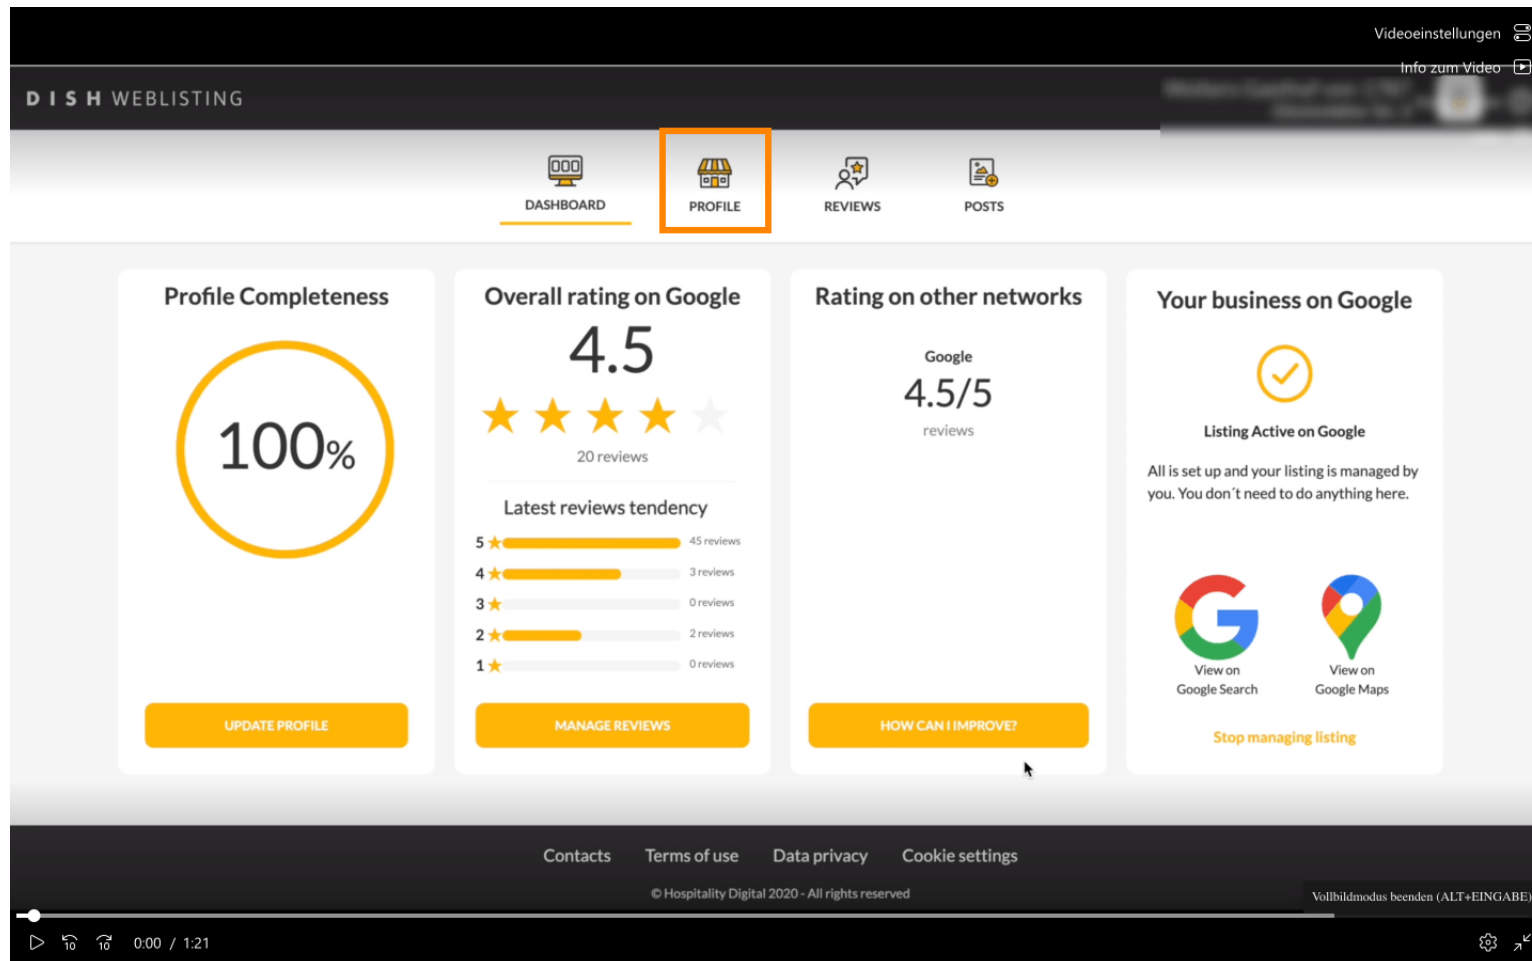 Videoeinstellungen
Info zum Video
DISH WEBLISTING
DASHBOARD
PROFILE
REVIEWS
POSTS
Profile Completeness
100%
UPDATE PROFILE
Overall rating on Google
4.5
20 reviews
Latest reviews tendency
5 45 reviews
4 3 reviews
3 0 reviews
2 2 reviews
1 0 reviews
MANAGE REVIEWS
Rating on other networks
Google
4.5/5
reviews
HOW CAN I IMPROVE?
Your business on Google
Listing Active on Google
All is set up and your listing is managed by
you. You don´t need to do anything here.
View on
Google Search
View on
Google Maps
Stop managing listing
Contacts Terms of use Data privacy Cookie settings
© Hospitality Digital 2020 - All rights reserved
Vollbildmodus beenden (ALT+EINGABE)
10 10 0:00 / 1:21